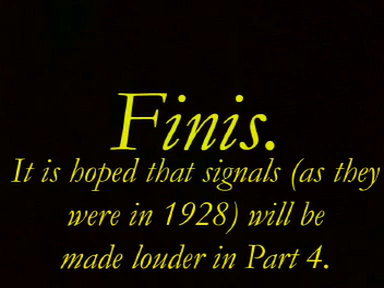 Finis.
It is hoped that signals (as they
were in 1928) will be
made louder in Part 4.